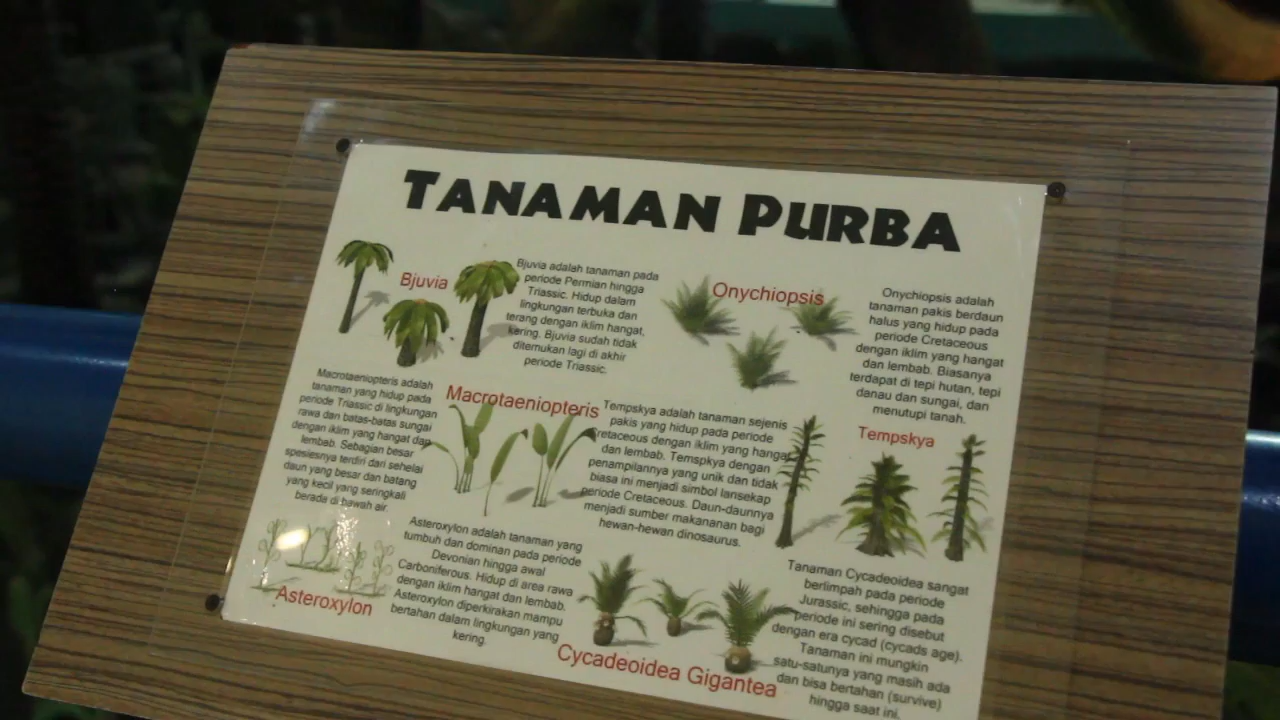 TANAMAN PURBA
Bjuvia
Bjuvia adalah tanaman pada
periode Permian hingga
Triassic. Hidup dalam
lingkungan terbuka dan
terang dengan iklim hangat,
kering. Bjuvia sudah tidak
ditemukan lagi di akhir
periode Triassic.
Onychiopsis
Onychiopsis adalah
tanaman pakis berdaun
halus yang hidup pada
periode Cretaceous
dengan iklim yang hangat
dan lembab. Biasanya
terdapat di tepi hutan, tepi
danau dan sungai, dan
menutupi tanah.
Macrotaeniopteris adalah
tanaman yang hidup pada
periode Triassic di lingkungan
rawa dan batas-batas sungai
dengan iklim yang hangat dan
lembab. Sebagian besar
spesiesnya terdiri dari sehelai
daun yang besar dan batang
yang kecil yang seringkali
berada di bawah air.
Macrotaeniopteris
Tempskya adalah tanaman sejenis
pakis yang hidup pada periode
Cretaceous dengan iklim yang hangat
dan lembab. Tempskya dengan
penampilannya yang unik dan tidak
biasa ini menjadi simbol lansekap
periode Cretaceous. Daun-daunnya
menjadi sumber makananan bagi
hewan-hewan dinosaurus.
Tempskya
Asteroxylon
Asteroxylon adalah tanaman yang
tumbuh dan dominan pada periode
Devonian hingga awal
Carboniferous. Hidup di area rawa
dengan iklim hangat dan lembab.
Asteroxylon diperkirakan mampu
bertahan dalam lingkungan yang
kering.
Cycadeoidea Gigantea
Tanaman Cycadeoidea sangat
berlimpah pada periode
Jurassic, sehingga pada
periode ini sering disebut
dengan era cycad (cycads age).
Tanaman ini mungkin
satu-satunya yang masih ada
dan bisa bertahan (survive)
hingga saat ini.